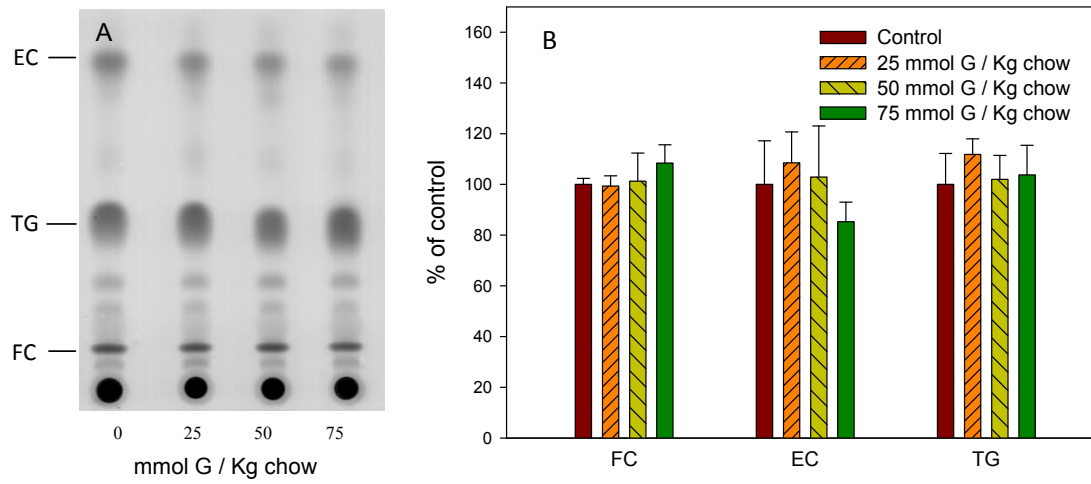 A
EC
TG
FC
0 25 50 75
mmol G / Kg chow
B
% of control
160
140
120
100
80
60
40
20
0
Control
25 mmol G / Kg chow
50 mmol G / Kg chow
75 mmol G / Kg chow
FC EC TG